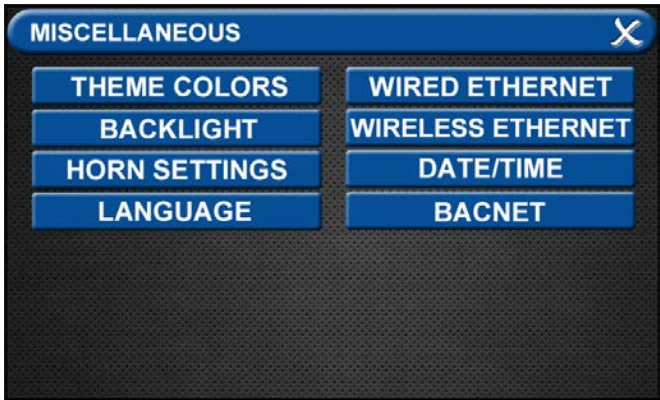 MISCELLANEOUS X
THEME COLORS
BACKLIGHT
HORN SETTINGS
LANGUAGE
WIRED ETHERNET
WIRELESS ETHERNET
DATE/TIME
BACNET